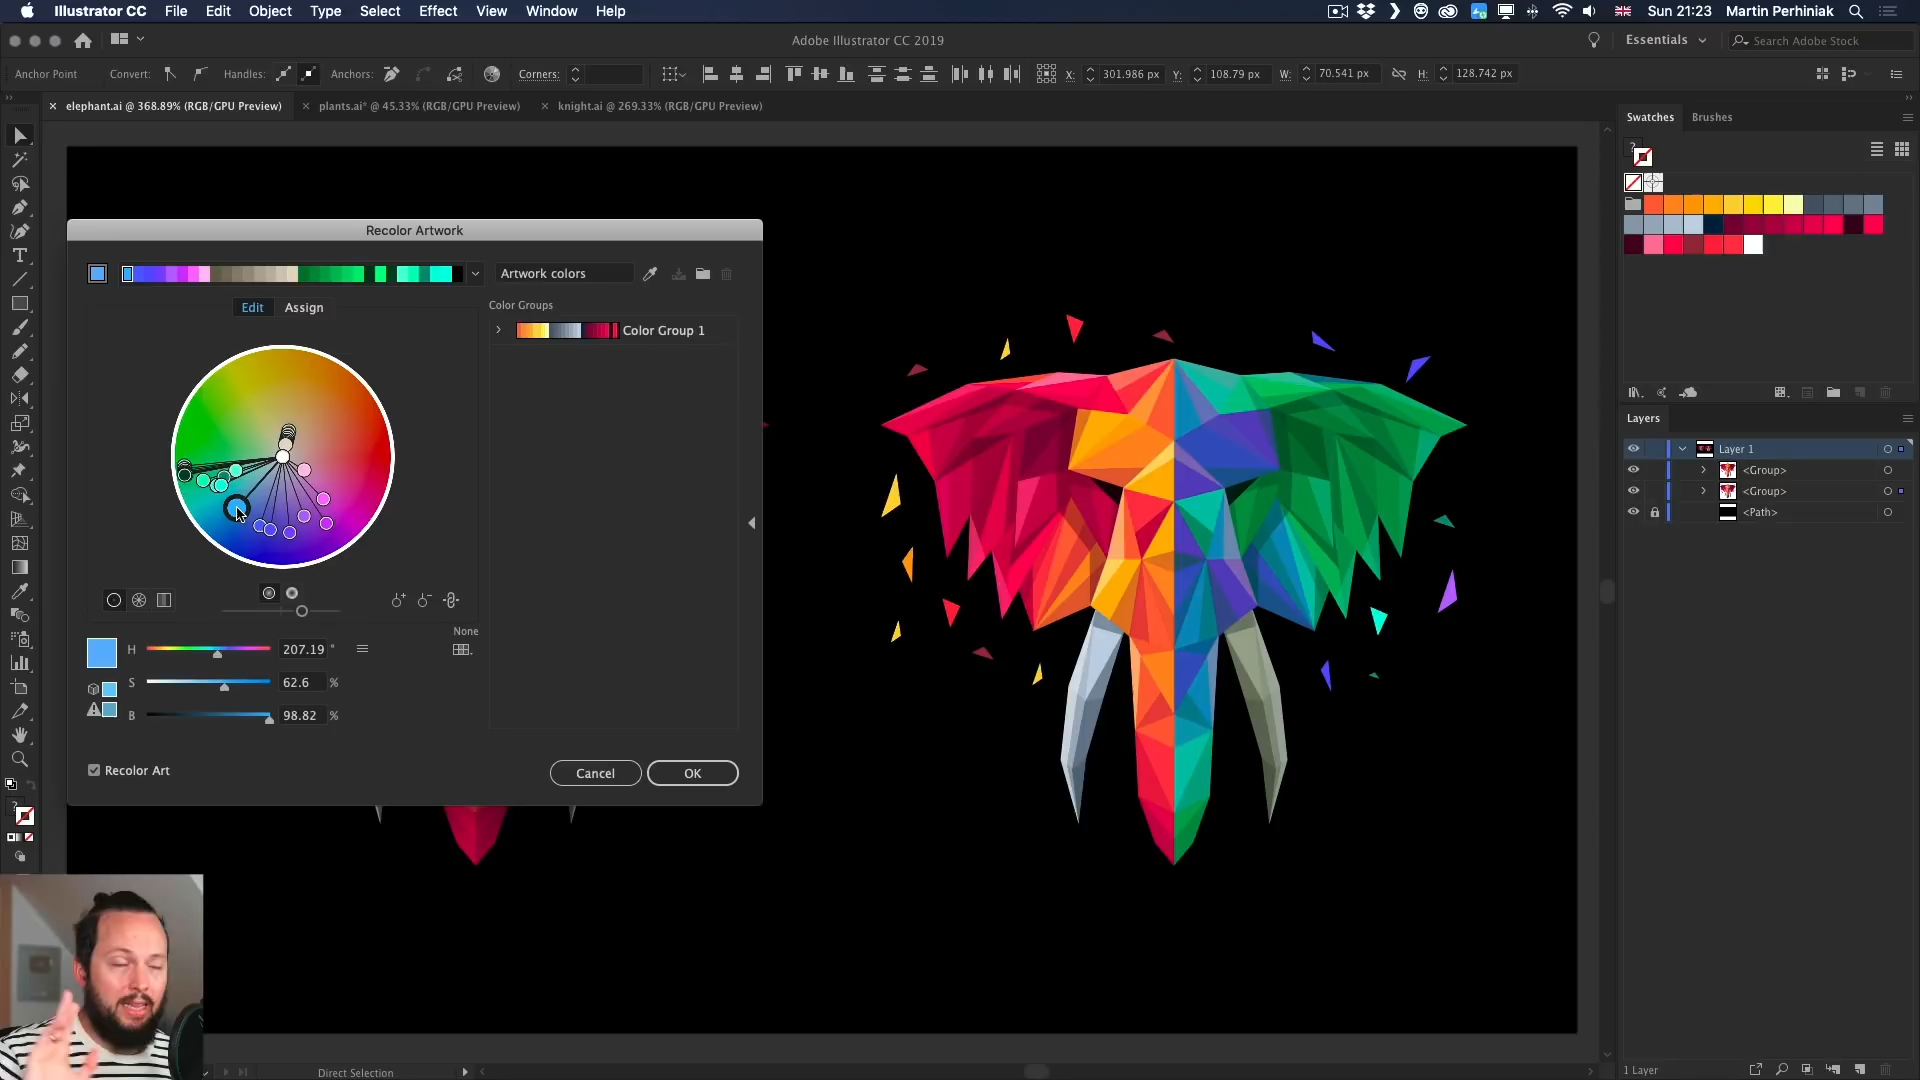 Illustrator CC File Edit Object Type Select Effect View Window Help Sun 21:23 Martin Perhiniak
Adobe Illustrator CC 2019 Essentials Search Adobe Stock
Anchor Point Convert: Handles: Anchors: Corners: X: 301.986 px Y: 108.79 px W: 70.541 px H: 128.742 px
elephant.ai @ 368.89% (RGB/GPU Preview) plants.ai* @ 45.33% (RGB/GPU Preview) knight.ai @ 269.33% (RGB/GPU Preview)
Swatches Brushes
Recolor Artwork
Artwork colors
Edit Assign
Color Groups
Color Group 1
None
H 207.19 °
S 62.6 %
B 98.82 %
Recolor Art
Cancel OK
Layers
Layer 1
<Group>
<Group>
<Path>
Direct Selection
1 Layer